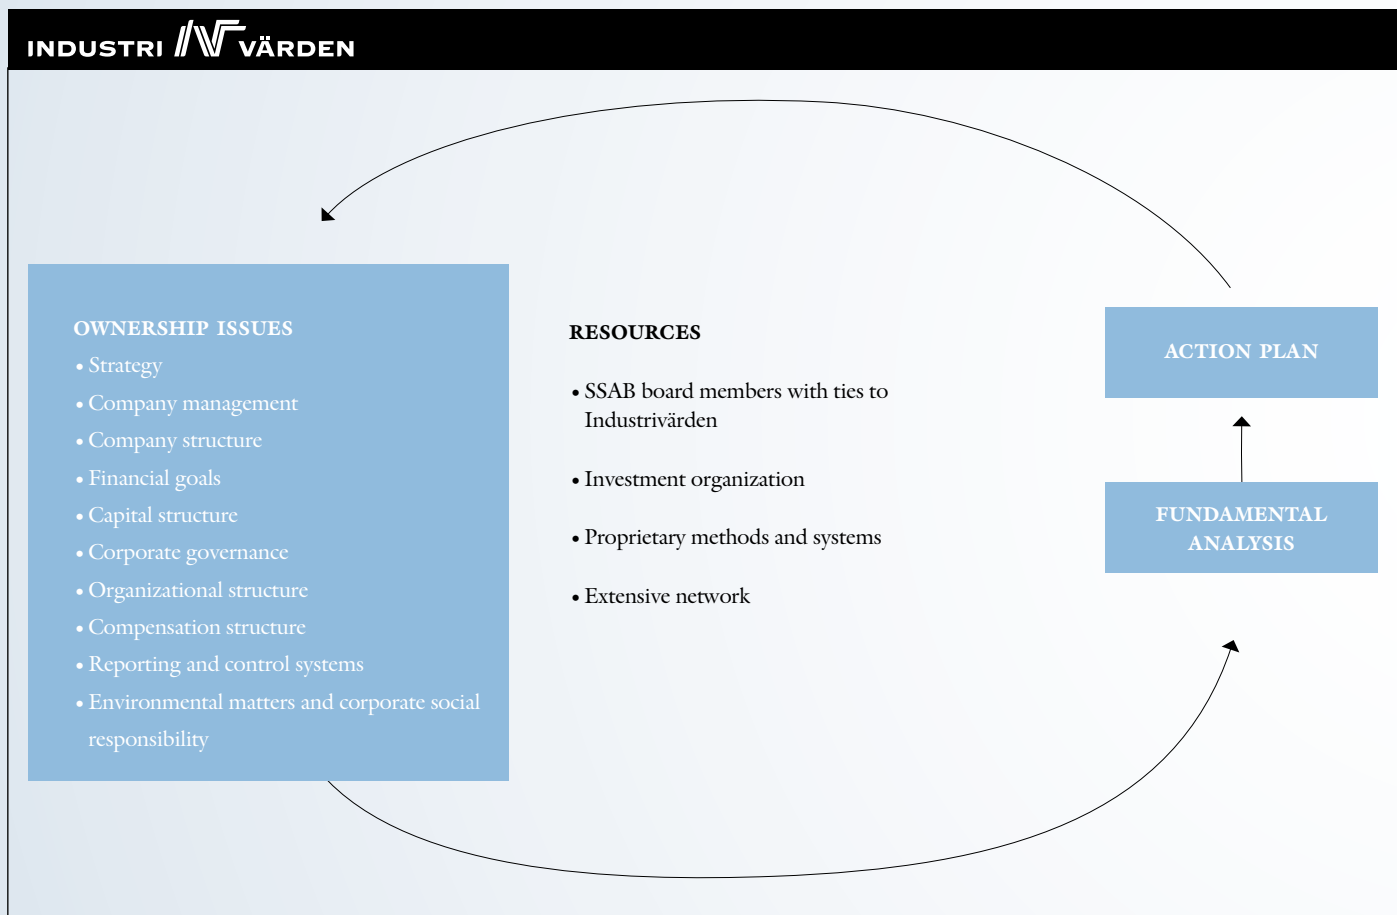 INDUSTRI VÄRDEN
OWNERSHIP ISSUES
• Strategy
• Company management
• Company structure
• Financial goals
• Capital structure
• Corporate governance
• Organizational structure
• Compensation structure
• Reporting and control systems
• Environmental matters and corporate social
responsibility
RESOURCES
• SSAB board members with ties to
Industrivärden
• Investment organization
• Proprietary methods and systems
• Extensive network
ACTION PLAN
FUNDAMENTAL
ANALYSIS